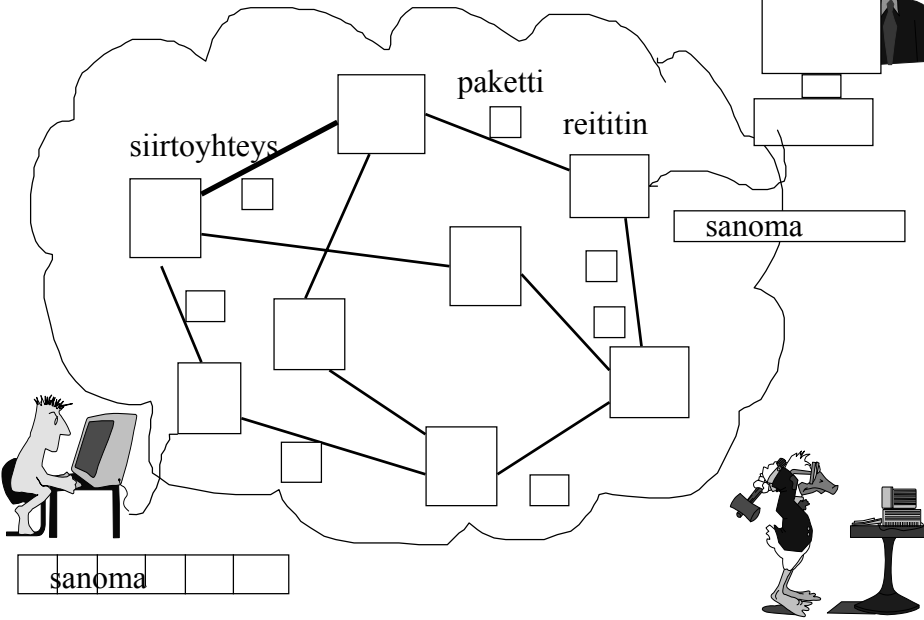 paketti
reititin
siirtoyhteys
sanoma
sanoma